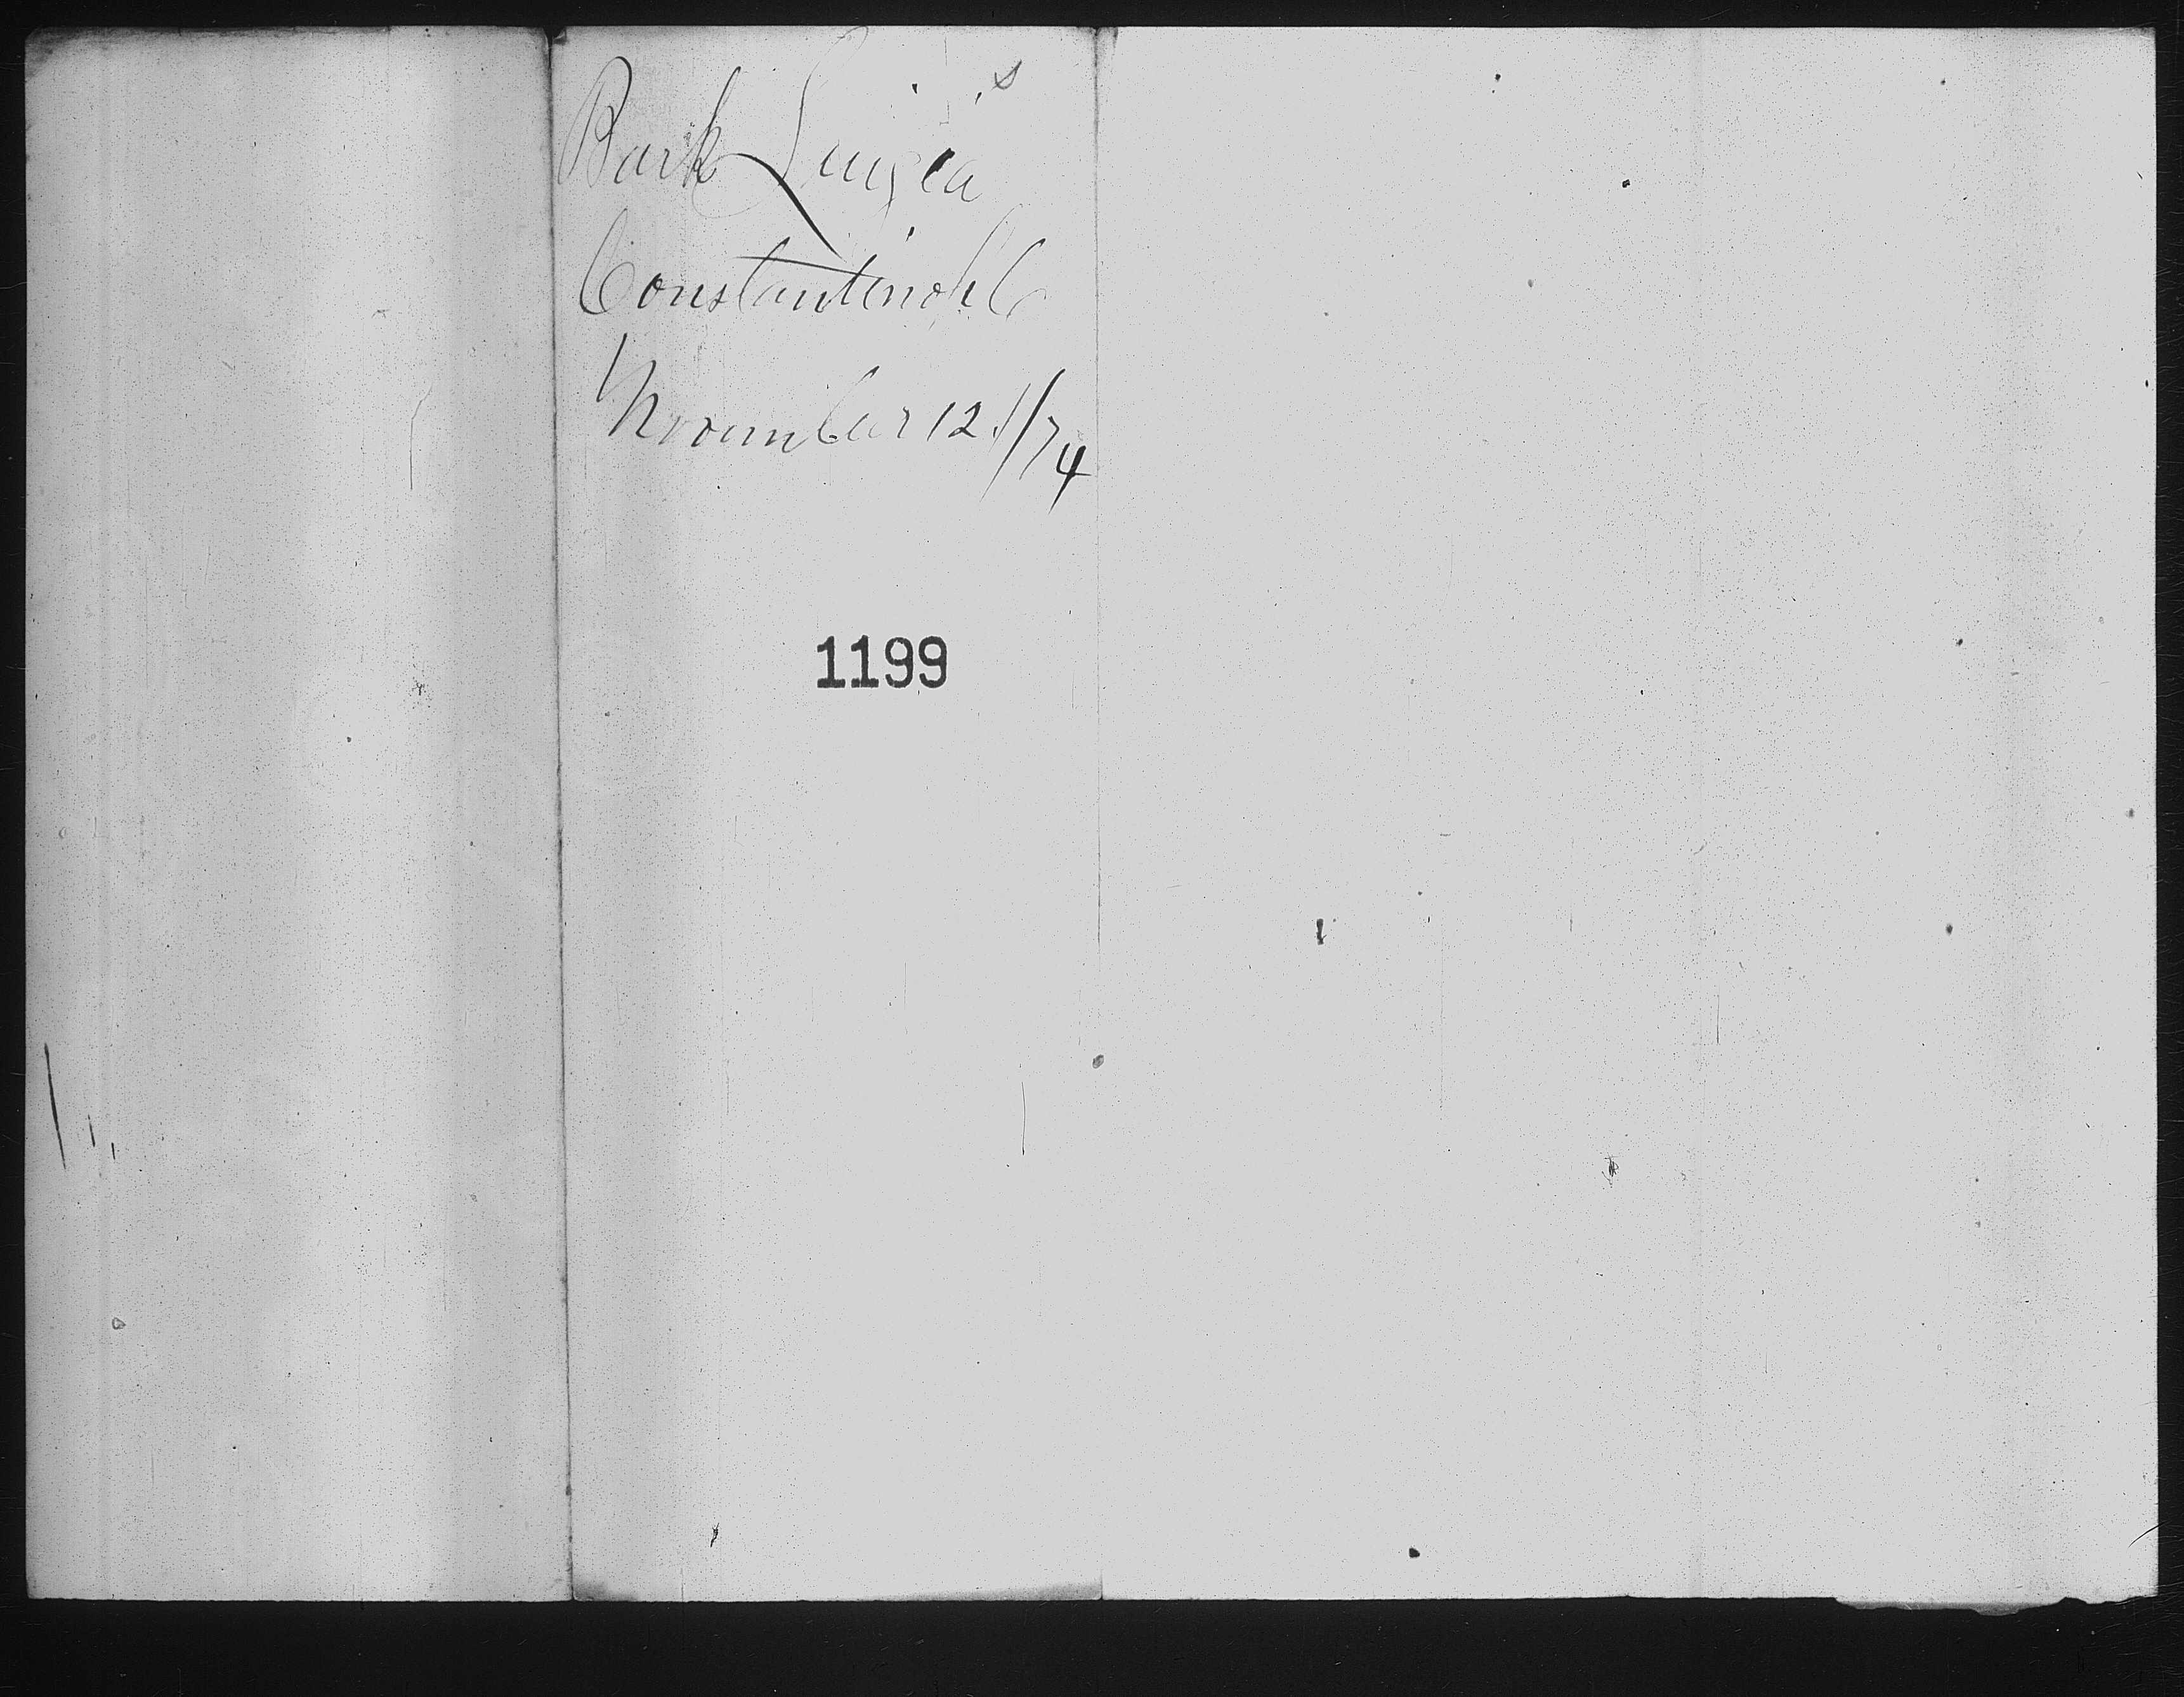 Bark Luigia
Constantinople
November 12./74
1199